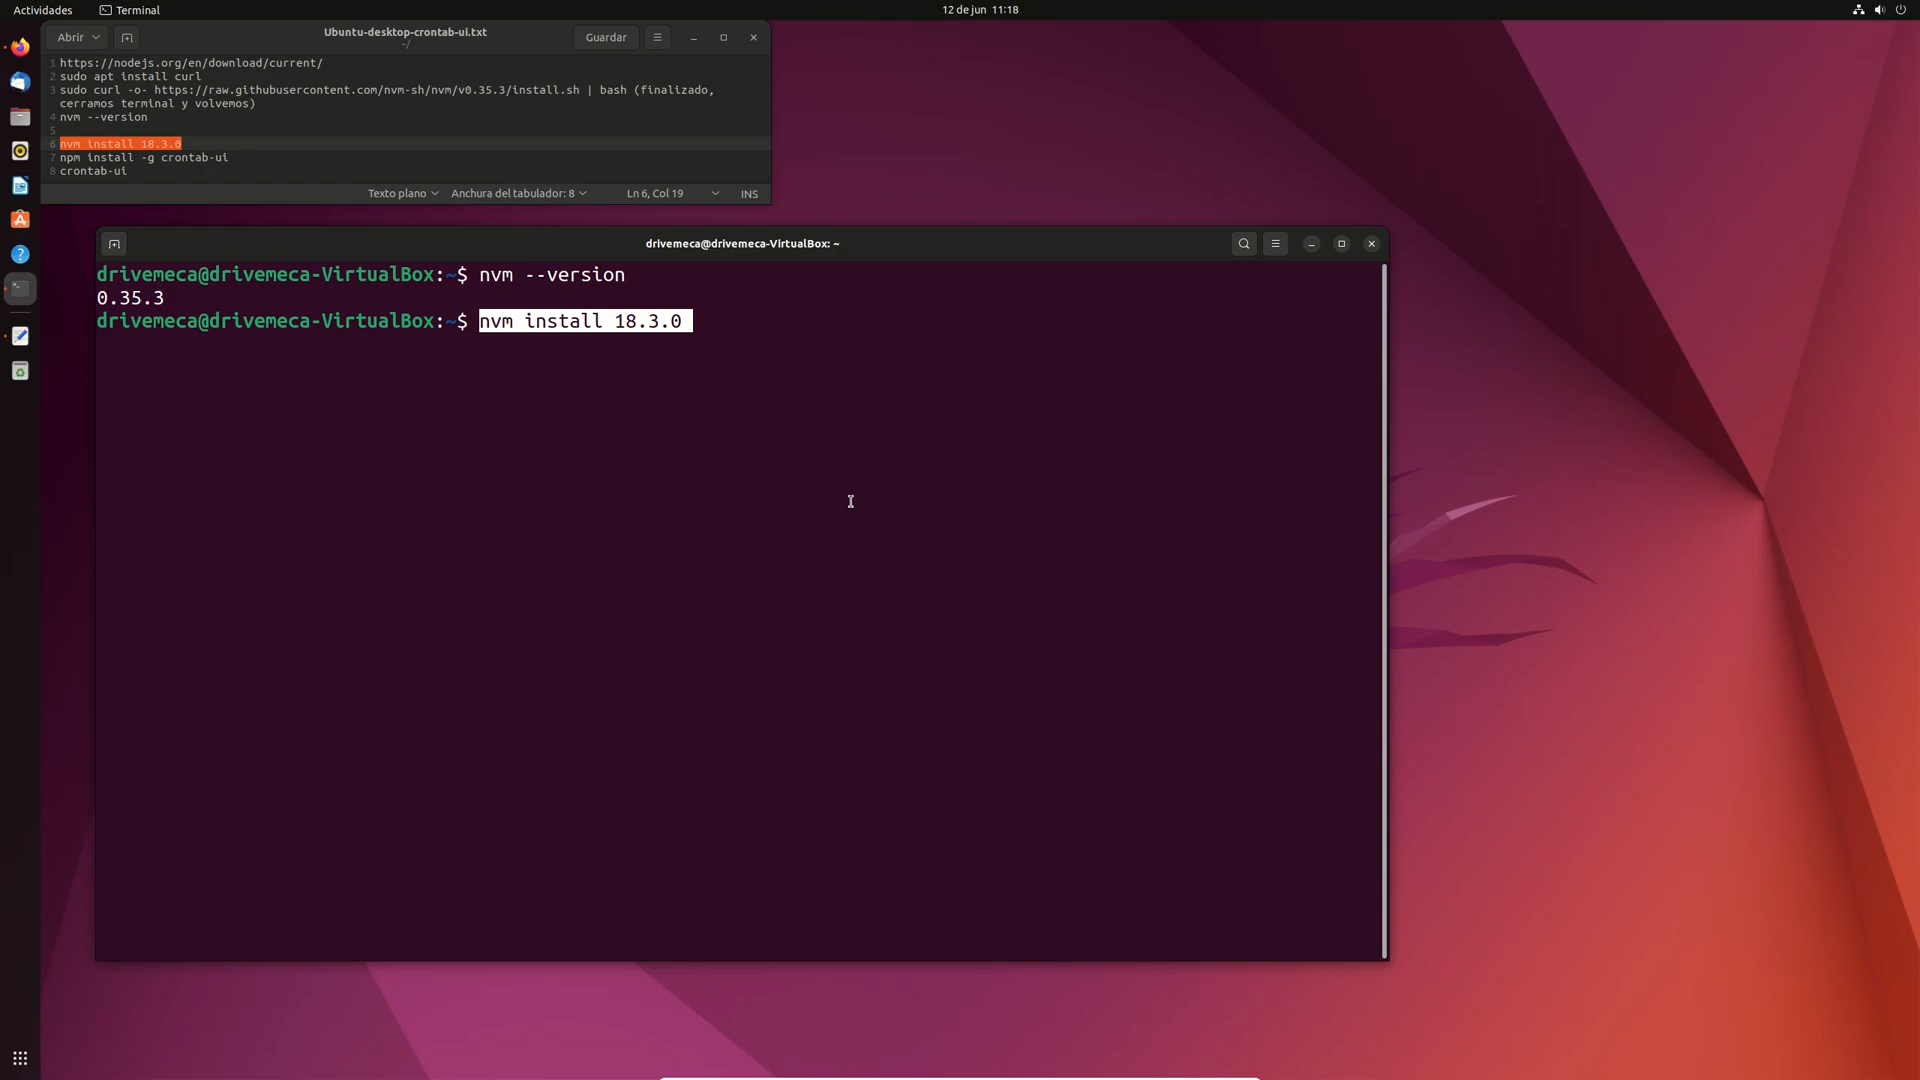 Actividades
Terminal
12 de jun 11:18
Abrir
Ubuntu-desktop-crontab-ui.txt
~/
Guardar
1 https://nodejs.org/en/download/current/
2 sudo apt install curl
3 sudo curl -o- https://raw.githubusercontent.com/nvm-sh/nvm/v0.35.3/install.sh | bash (finalizado,
cerramos terminal y volvemos)
4 nvm --version
5
6 nvm install 18.3.0
7 npm install -g crontab-ui
8 crontab-ui
Texto plano
Anchura del tabulador: 8
Ln 6, Col 19
INS
drivemeca@drivemeca-VirtualBox: ~
drivemeca@drivemeca-VirtualBox:~$ nvm --version
0.35.3
drivemeca@drivemeca-VirtualBox:~$ nvm install 18.3.0